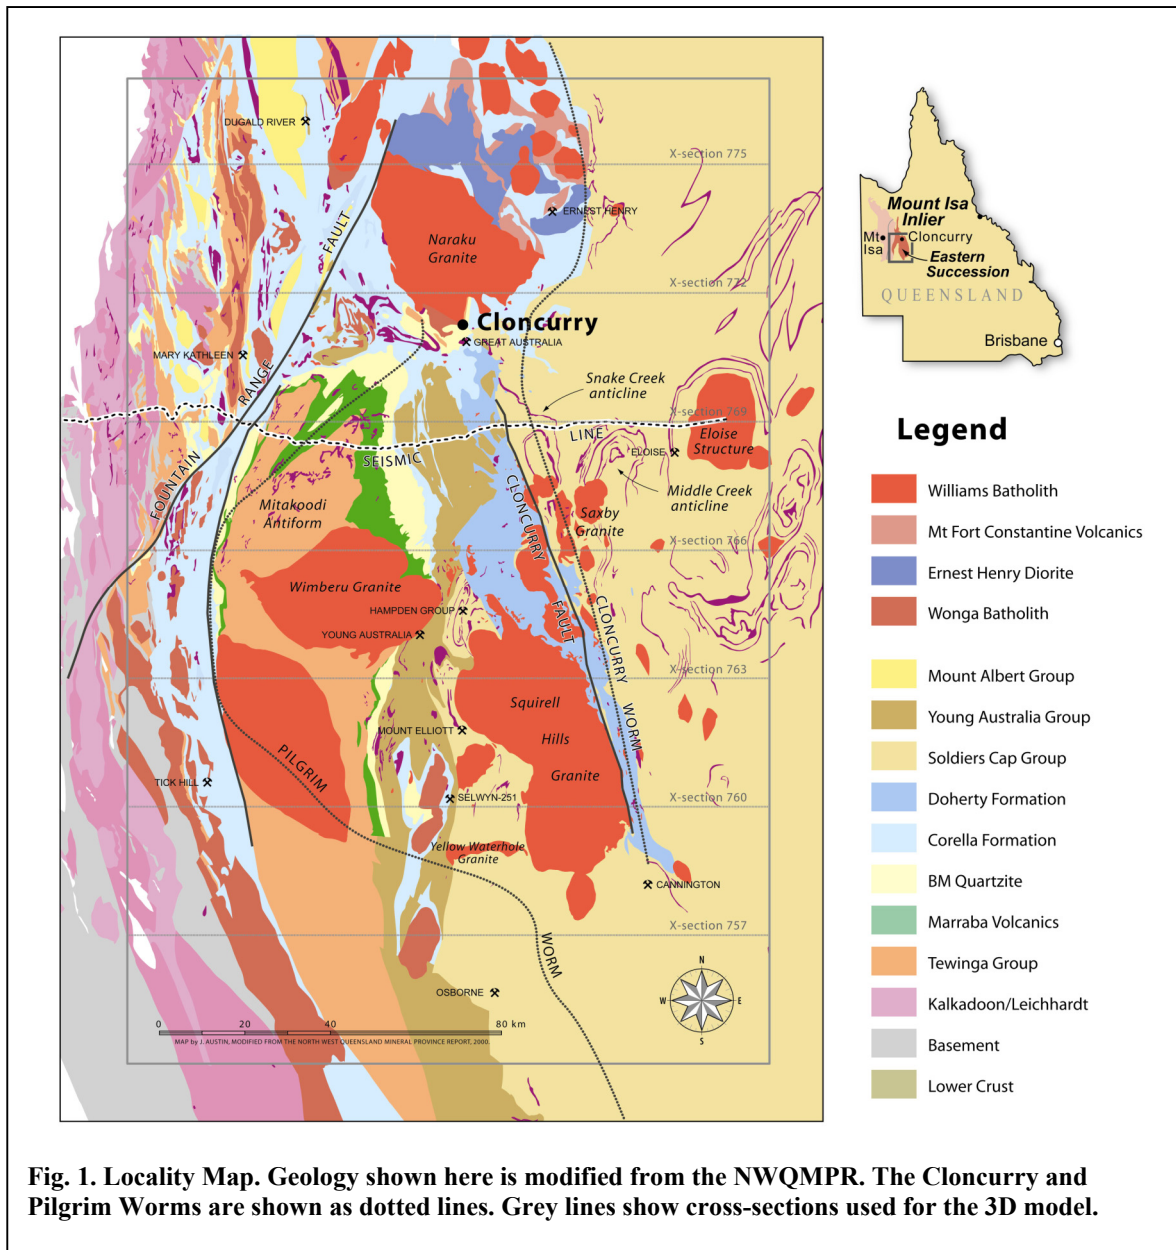 DUGALD RIVER
X-section 775
ERNEST HENRY
Naraku
Granite
FAULT
X-section 772
Cloncurry
GREAT AUSTRALIA
MARY KATHLEEN
RANGE
Snake Creek
anticline
X-section 769
Eloise
Structure
LINE
SEISMIC
ELOISE
FOUNTAIN
CLONCURRY
Middle Creek
anticline
Mitakoodi
Antiform
Saxby
Granite
X-section 766
Wimberu Granite
HAMPDEN GROUP
FAULT
CLONCURRY
YOUNG AUSTRALIA
X-section 763
Squirell
Hills
Granite
MOUNT ELLIOTT
WORM
PILGRIM
TICK HILL
SELWYN-251
X-section 760
Yellow Waterhole
Granite
CANNINGTON
X-section 757
WORM
OSBORNE
N
W
E
S
0 20 40 80 km
MAP by J. AUSTIN, MODIFIED FROM THE NORTH WEST QUEENSLAND MINERAL PROVINCE REPORT, 2000.
Mount Isa
Inlier
Mt
Isa
Cloncurry
Eastern
Succession
QUEENSLAND
Brisbane
Legend
Williams Batholith
Mt Fort Constantine Volcanics
Ernest Henry Diorite
Wonga Batholith
Mount Albert Group
Young Australia Group
Soldiers Cap Group
Doherty Formation
Corella Formation
BM Quartzite
Marraba Volcanics
Tewinga Group
Kalkadoon/Leichhardt
Basement
Lower Crust
Fig. 1. Locality Map. Geology shown here is modified from the NWQMPR. The Cloncurry and
Pilgrim Worms are shown as dotted lines. Grey lines show cross-sections used for the 3D model.